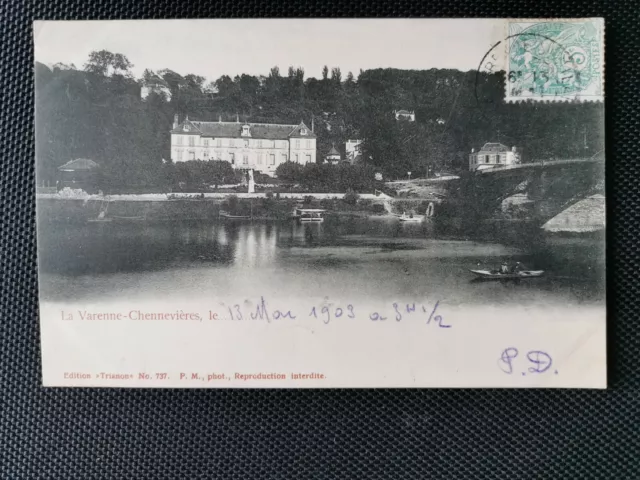 La Varenne-Chennevières, le 13 Mai 1903 a 3H 1/2
P.D.
Edition «Trianon» No. 737. P. M., phot., Reproduction interdite.